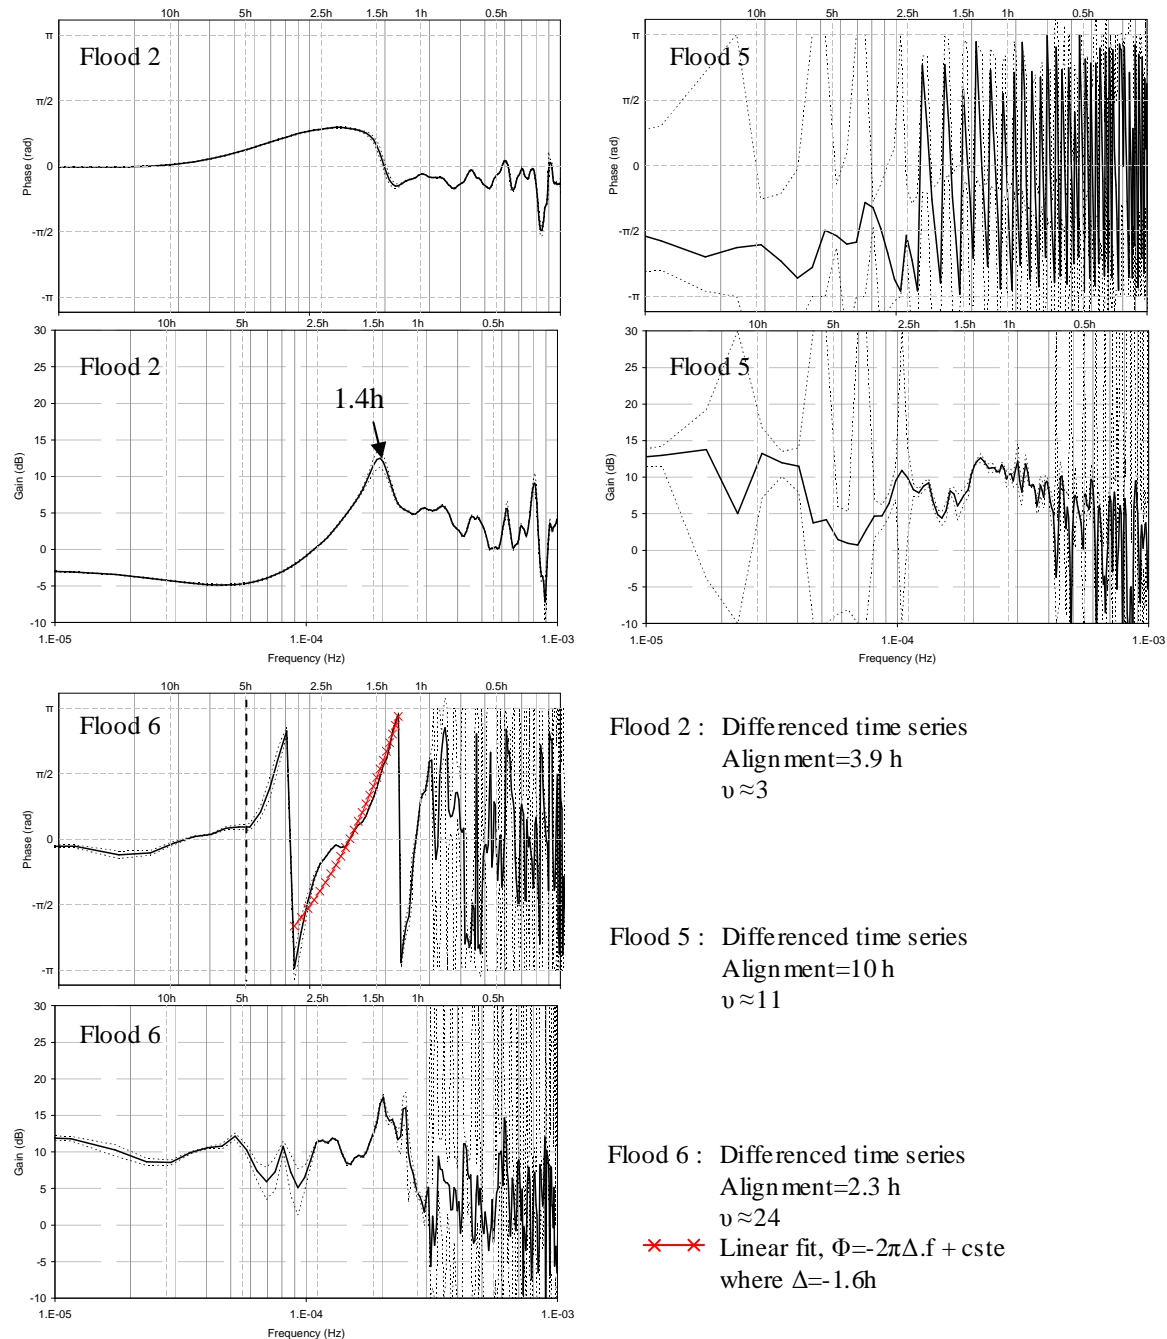 10h 5h 2.5h 1.5h 1h 0.5h
Flood 2
π
π/2
0
-π/2
-π
Phase (rad)
10h 5h 2.5h 1.5h 1h 0.5h
Flood 2
1.4h
30
25
20
15
10
5
0
-5
-10
Gain (dB)
1.E-05 1.E-04 1.E-03
Frequency (Hz)
10h 5h 2.5h 1.5h 1h 0.5h
Flood 5
π
π/2
0
-π/2
-π
Phase (rad)
10h 5h 2.5h 1.5h 1h 0.5h
Flood 5
30
25
20
15
10
5
0
-5
-10
Gain (dB)
1.E-05 1.E-04 1.E-03
Frequency (Hz)
10h 5h 2.5h 1.5h 1h 0.5h
Flood 6
π
π/2
0
-π/2
-π
Phase (rad)
10h 5h 2.5h 1.5h 1h 0.5h
Flood 6
30
25
20
15
10
5
0
-5
-10
Gain (dB)
1.E-05 1.E-04 1.E-03
Frequency (Hz)
Flood 2 : Differenced time series
Alignment=3.9 h
υ≈3
Flood 5 : Differenced time series
Alignment=10 h
υ≈11
Flood 6 : Differenced time series
Alignment=2.3 h
υ≈24
Linear fit, Φ=-2πΔ.f + cste
where Δ=-1.6h